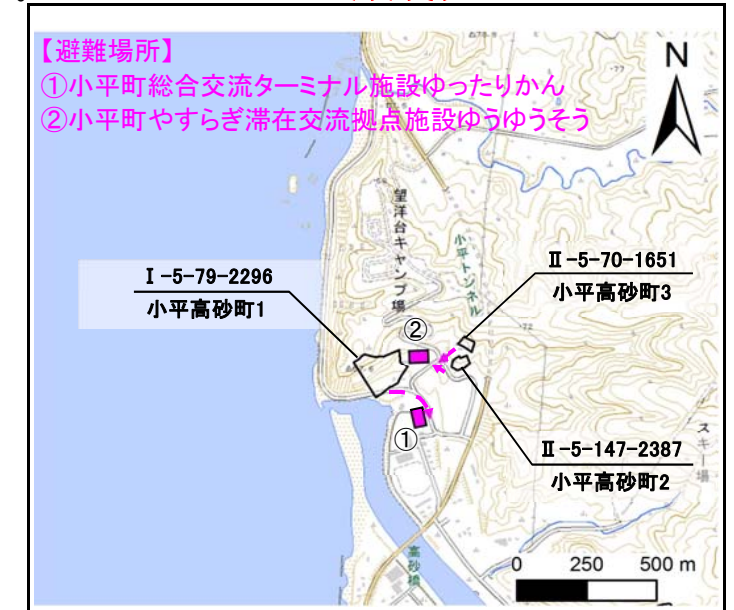 【避難場所】
①小平町総合交流ターミナル施設ゆったりかん
②小平町やすらぎ滞在交流拠点施設ゆうゆうそう
N
・77
望洋台キャンプ場
小平トンネル
Ⅱ-5-70-1651
小平高砂町3
Ⅰ-5-79-2296
小平高砂町1
・72
②
①
スキー場
Ⅱ-5-147-2387
小平高砂町2
高砂橋
0 250 500 m